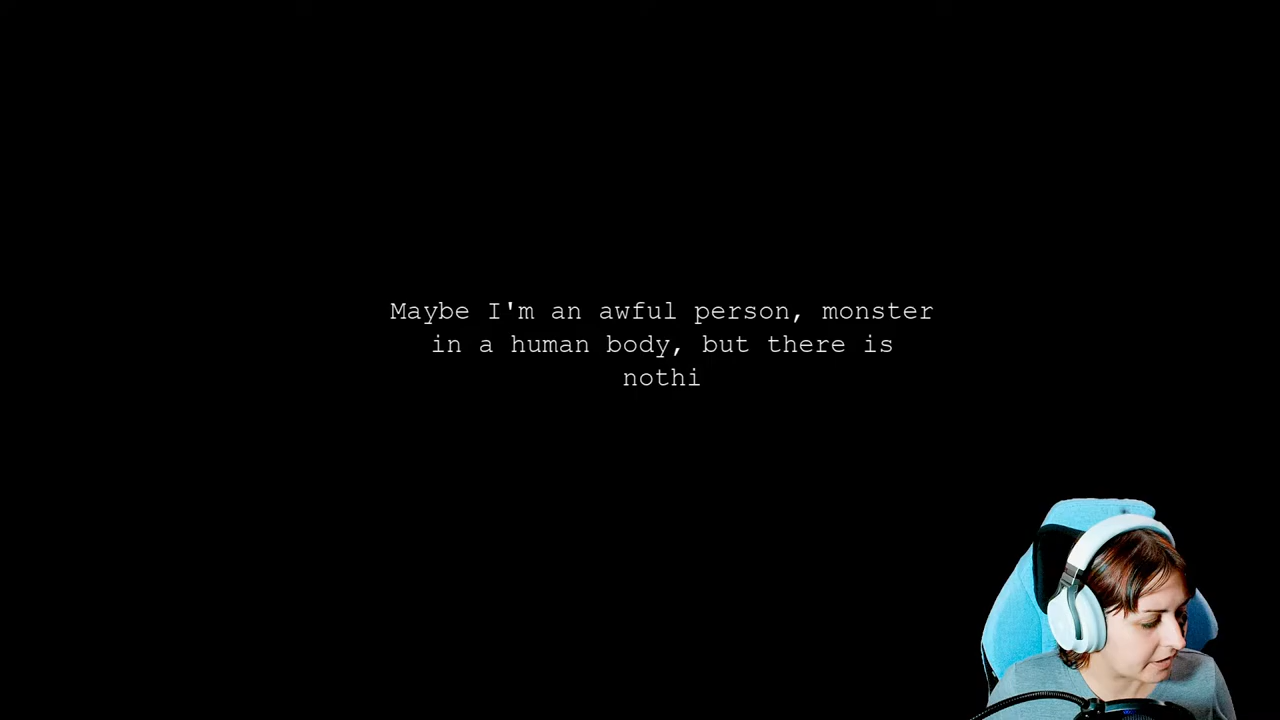 Maybe I'm an awful person, monster
in a human body, but there is
nothi